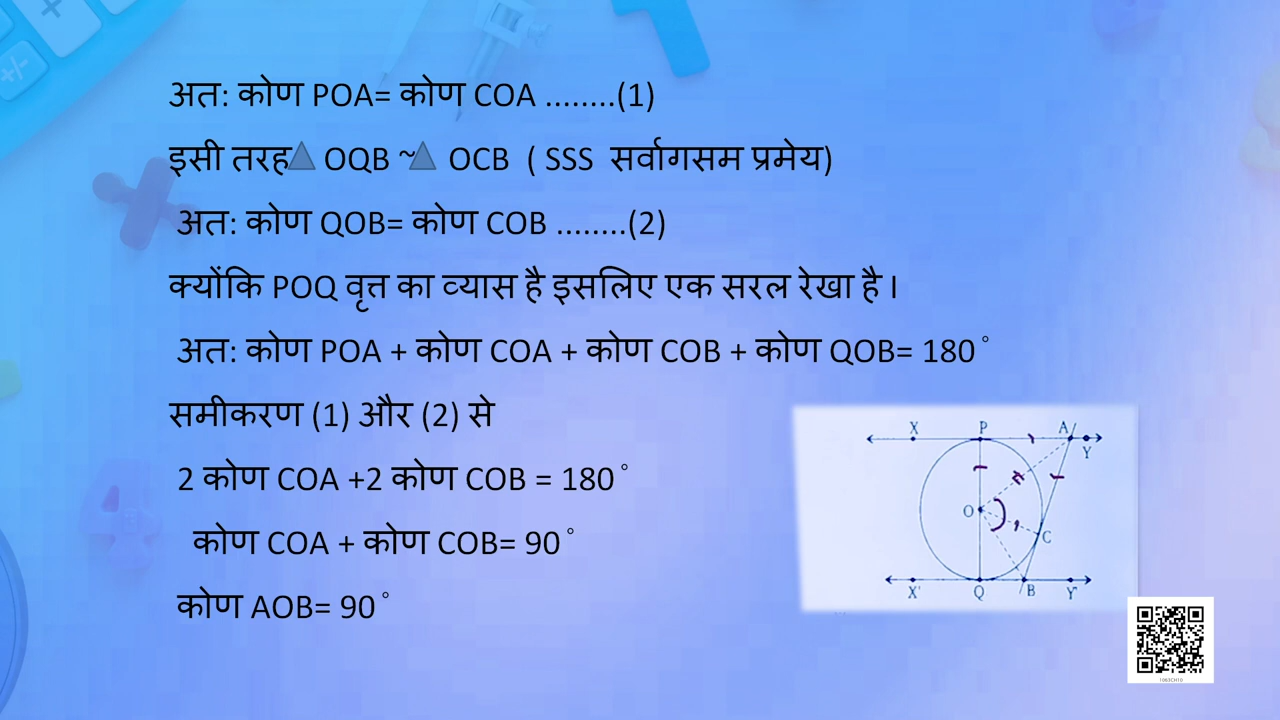 अत: कोण POA= कोण COA ........(1)
इसी तरह OQB ~ OCB ( SSS सर्वागसम प्रमेय)
अत: कोण QOB= कोण COB ........(2)
क्योंकि POQ वृत्त का व्यास है इसलिए एक सरल रेखा है ।
अत: कोण POA + कोण COA + कोण COB + कोण QOB= 180˚
समीकरण (1) और (2) से
2 कोण COA +2 कोण COB = 180˚
कोण COA + कोण COB= 90˚
कोण AOB= 90˚
X P A
Y
O
C
X' Q B Y'
1063CH10